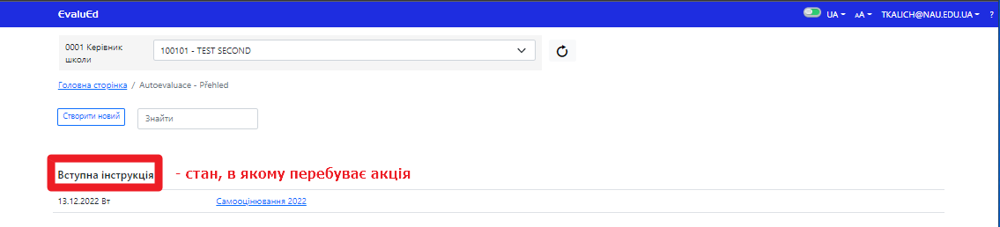 ЄvaluЄd UA AA TKALICH@NAU.EDU.UA ?
0001 Керівник школи
100101 - TEST SECOND
Головна сторінка / Autoevaluace - Přehled
Створити новий
Знайти
Вступна інструкція - стан, в якому перебуває акція
13.12.2022 Вт Самооцінювання 2022